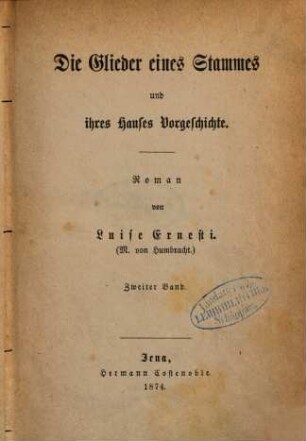 Die Glieder eines Stammes
und
ihres Hauses Vorgeschichte.
Roman
von
Luise Ernesti.
(M. von Humbracht.)
Zweiter Band.
Jena,
Hermann Costenoble.
1874.